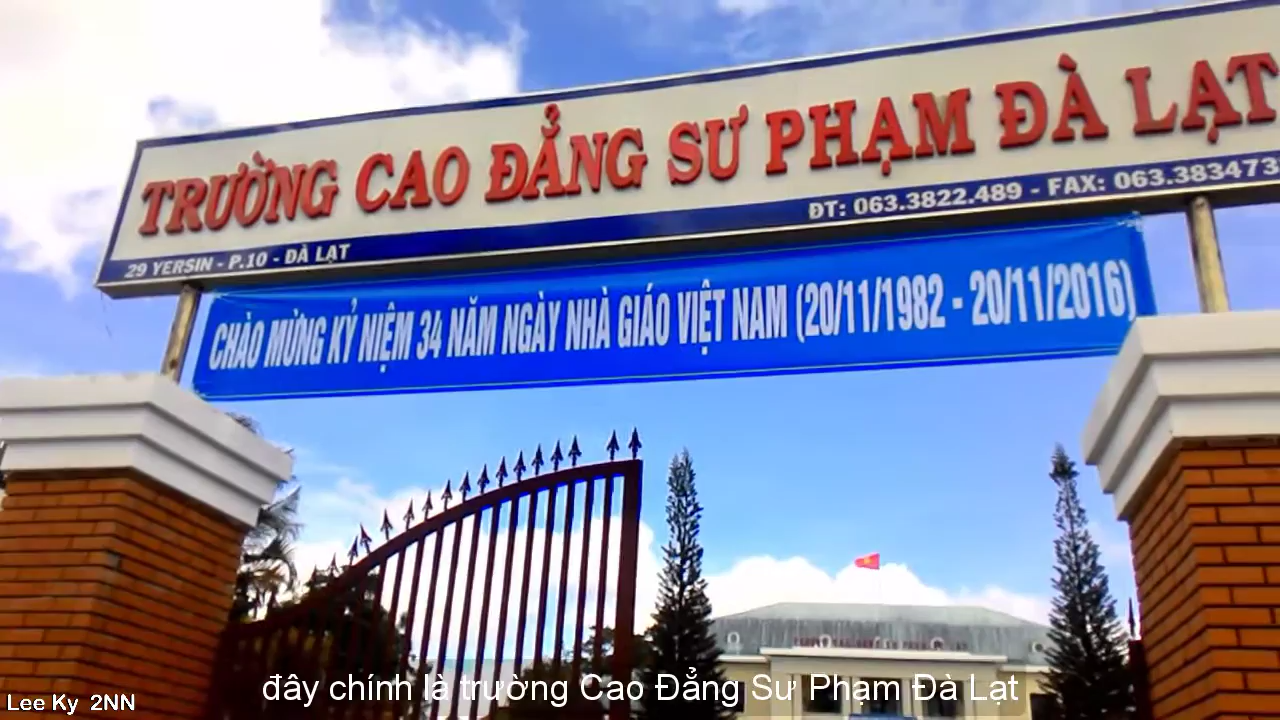 TRƯỜNG CAO ĐẲNG SƯ PHẠM ĐÀ LẠT
29 YERSIN - P.10 - ĐÀ LẠT
ĐT: 063.3822.489 - FAX: 063.383473
CHÀO MỪNG KỶ NIỆM 34 NĂM NGÀY NHÀ GIÁO VIỆT NAM (20/11/1982 - 20/11/2016)
đây chính là trường Cao Đẳng Sư Phạm Đà Lạt
Lee Ky 2NN